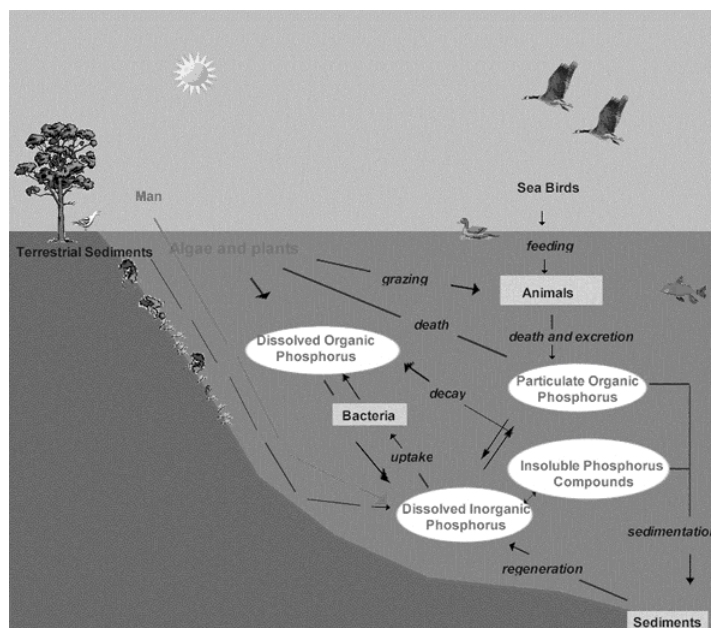 Man
Sea Birds
Terrestrial Sediments
Algae and plants
feeding
grazing
Animals
death
death and excretion
Dissolved Organic
Phosphorus
Particulate Organic
Phosphorus
decay
Bacteria
uptake
Insoluble Phosphorus
Compounds
Dissolved Inorganic
Phosphorus
sedimentation
regeneration
Sediments